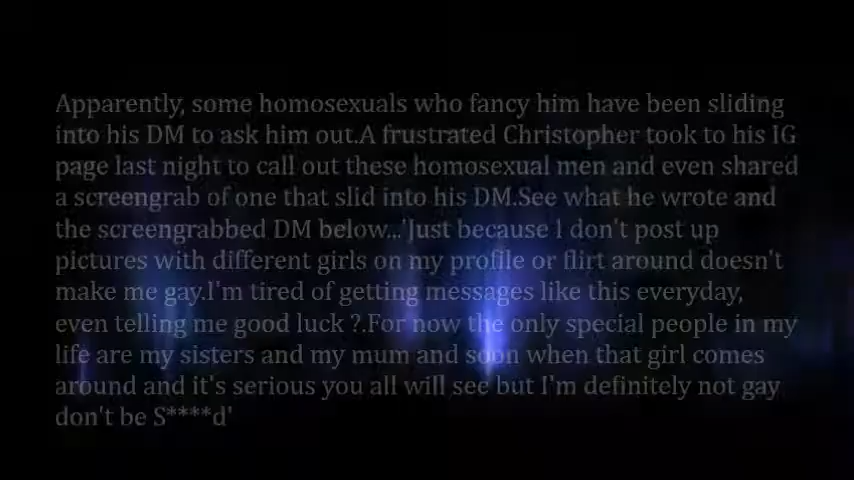 Apparently, some homosexuals who fancy him have been sliding
into his DM to ask him out.A frustrated Christopher took to his IG
page last night to call out these homosexual men and even shared
a screengrab of one that slid into his DM.See what he wrote and
the screengrabbed DM below...'Just because I don't post up
pictures with different girls on my profile or flirt around doesn't
make me gay.I'm tired of getting messages like this everyday,
even telling me good luck ?.For now the only special people in my
life are my sisters and my mum and soon when that girl comes
around and it's serious you all will see but I'm definitely not gay
don't be S****d'